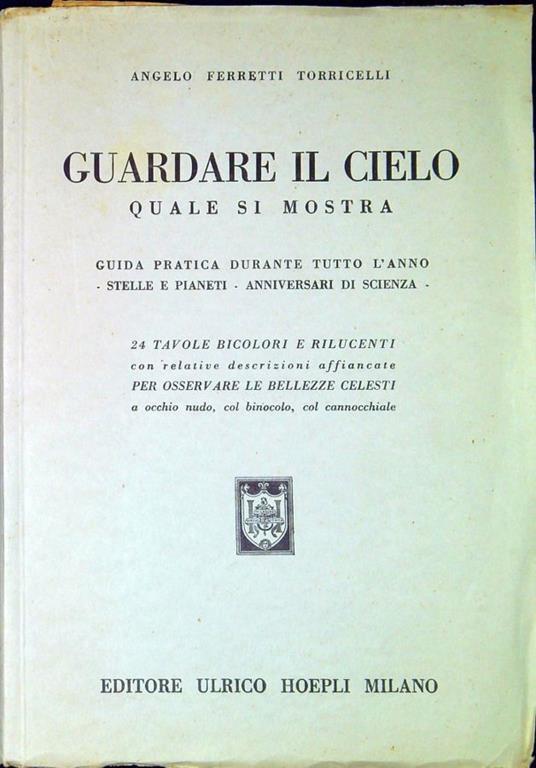 ANGELO FERRETTI TORRICELLI
GUARDARE IL CIELO
QUALE SI MOSTRA
GUIDA PRATICA DURANTE TUTTO L'ANNO
- STELLE E PIANETI - ANNIVERSARI DI SCIENZA -
24 TAVOLE BICOLORI E RILUCENTI
con relative descrizioni affiancate
PER OSSERVARE LE BELLEZZE CELESTI
a occhio nudo, col binocolo, col cannocchiale
EDITORE ULRICO HOEPLI MILANO